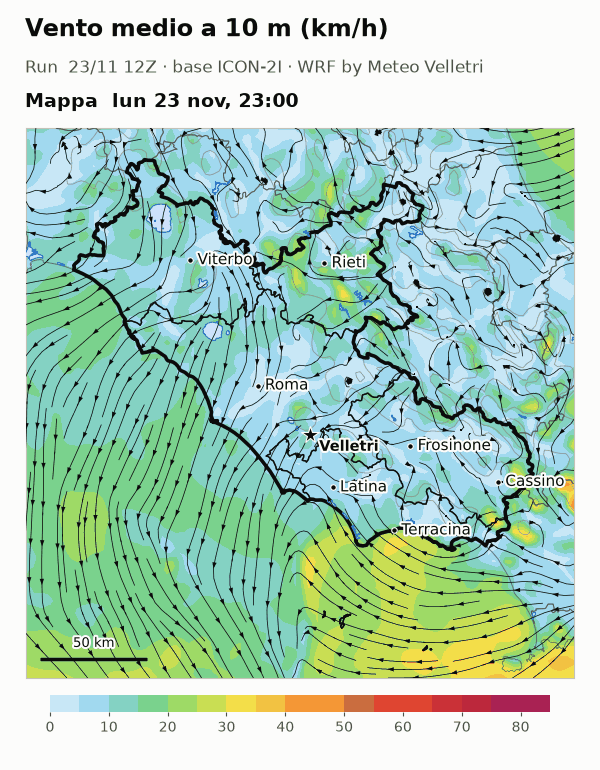 Vento medio a 10 m (km/h)
Run  23/11 12Z · base ICON-2I · WRF by Meteo Velletri
Mappa  lun 23 nov, 23:00
Viterbo
Rieti
Roma
Velletri
Frosinone
Cassino
Latina
Terracina
50 km
0 10 20 30 40 50 60 70 80